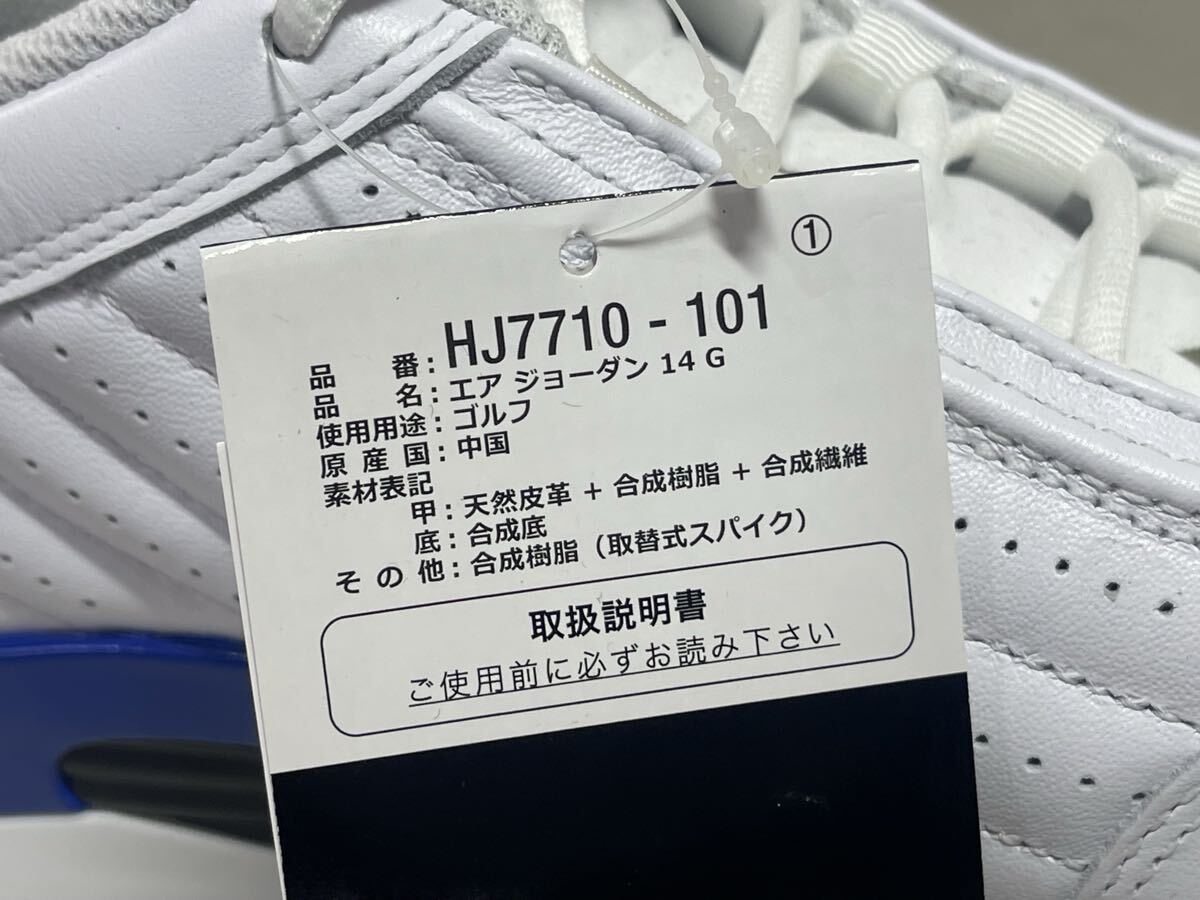 ①
品 番 : HJ7710 - 101
品 名 : エア ジョーダン 14 G
使用用途 : ゴルフ
原 産 国 : 中国
素材表記
甲 : 天然皮革 + 合成樹脂 + 合成繊維
底 : 合成底
そ の 他 : 合成樹脂（取替式スパイク）
取扱説明書
ご使用前に必ずお読み下さい